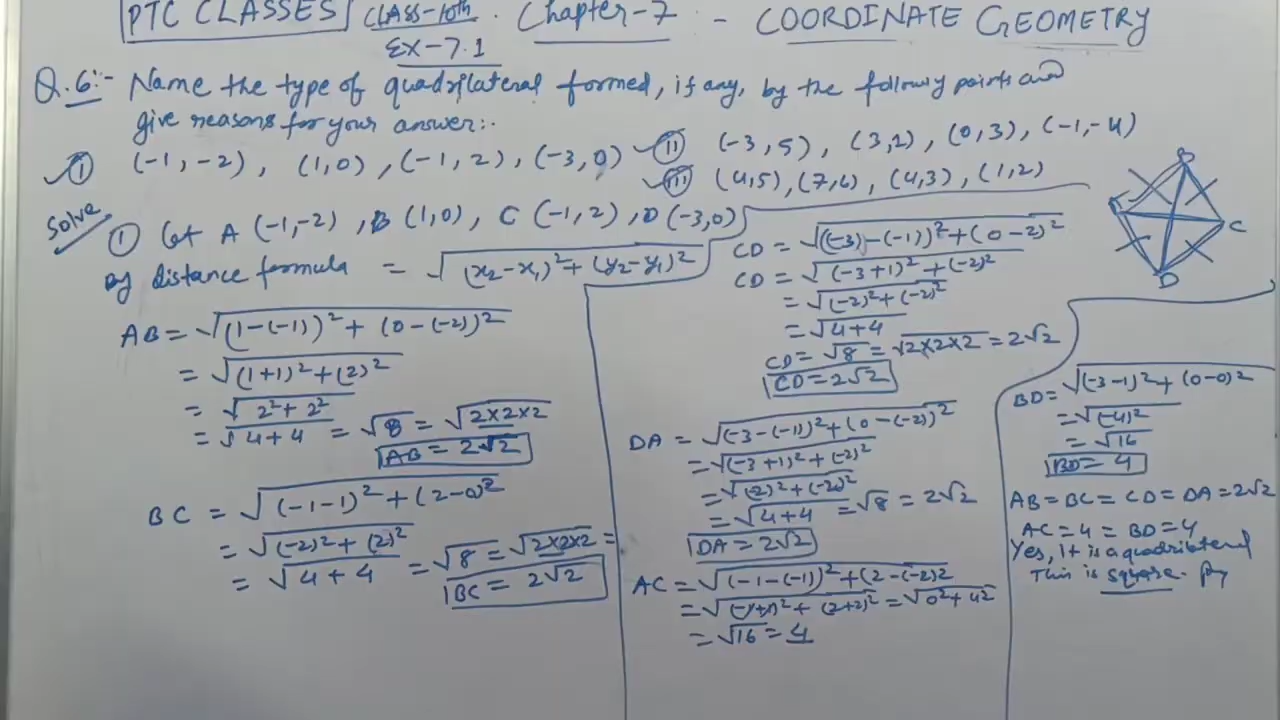 PTC CLASSES CLASS-10th Chapter-7 - COORDINATE GEOMETRY
EX-7.1
Q.6:- Name the type of quadrilateral formed, if any, by the following points and
give reasons for your answer:-
(i) (-1,-2), (1,0), (-1,2), (-3,0)
(ii) (-3,5), (3,1), (0,3), (-1,-4)
(iii) (4,5), (7,6), (4,3), (1,2)
Solve
(i) Let A (-1,-2), B (1,0), C (-1,2), D (-3,0)
By distance formula = √(x₂-x₁)²+(y₂-y₁)²
AB = √(1-(-1))²+(0-(-2))²
= √(1+1)²+(2)²
= √2²+2²
= √4+4 = √8 = √2×2×2
AB = 2√2
BC = √(-1-1)²+(2-0)²
= √(-2)²+(2)²
= √4+4 = √8 = √2×2×2 =
BC = 2√2
CD = √((-3)-(-1))²+(0-2)²
CD = √(-3+1)²+(-2)²
= √(-2)²+(-2)²
= √4+4
CD = √8 = √2×2×2 = 2√2
CD = 2√2
DA = √(-3-(-1))²+(0-(-2))²
= √(-3+1)²+(-2)²
= √(-2)²+(-2)²
= √4+4 = √8 = 2√2
DA = 2√2
AC = √(-1-(-1))²+(2-(-2)²
= √(-1+1)²+(2+2)² = √0²+4²
= √16 = 4
B
C
D
BD = √(-3-1)²+(0-0)²
= √(-4)²
= √16
BD = 4
AB = BC = CD = DA = 2√2
AC = 4 = BD = 4
Yes, It is a quadrilateral
This is square.